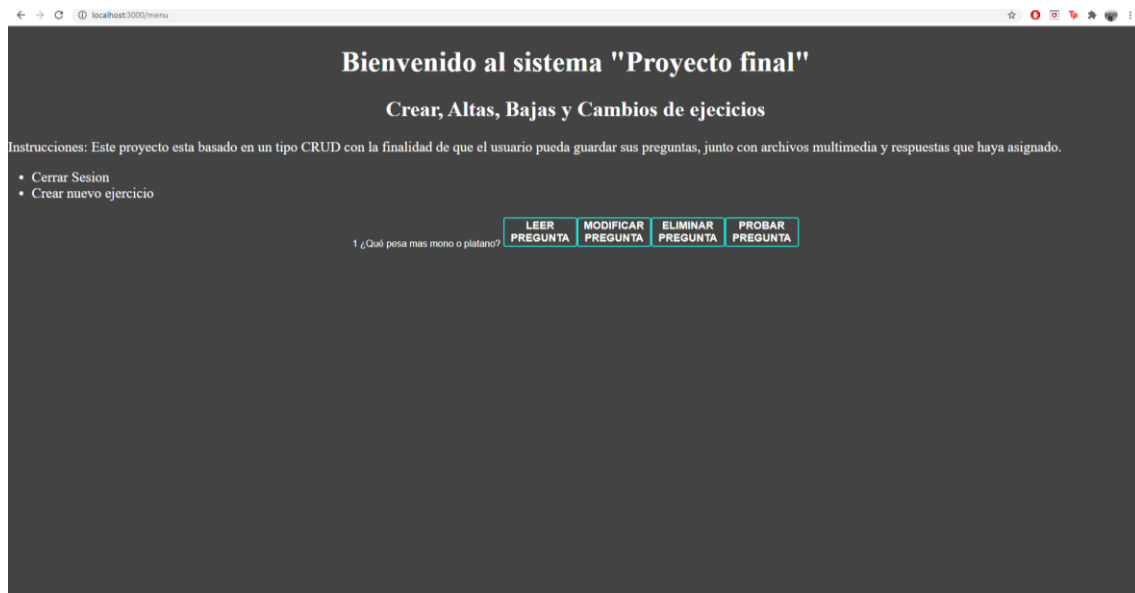 localhost:3000/menu
Bienvenido al sistema "Proyecto final"
Crear, Altas, Bajas y Cambios de ejecicios
Instrucciones: Este proyecto esta basado en un tipo CRUD con la finalidad de que el usuario pueda guardar sus preguntas, junto con archivos multimedia y respuestas que haya asignado.
• Cerrar Sesion
• Crear nuevo ejercicio
LEER MODIFICAR ELIMINAR PROBAR
1 ¿Qué pesa mas mono o platano? PREGUNTA PREGUNTA PREGUNTA PREGUNTA